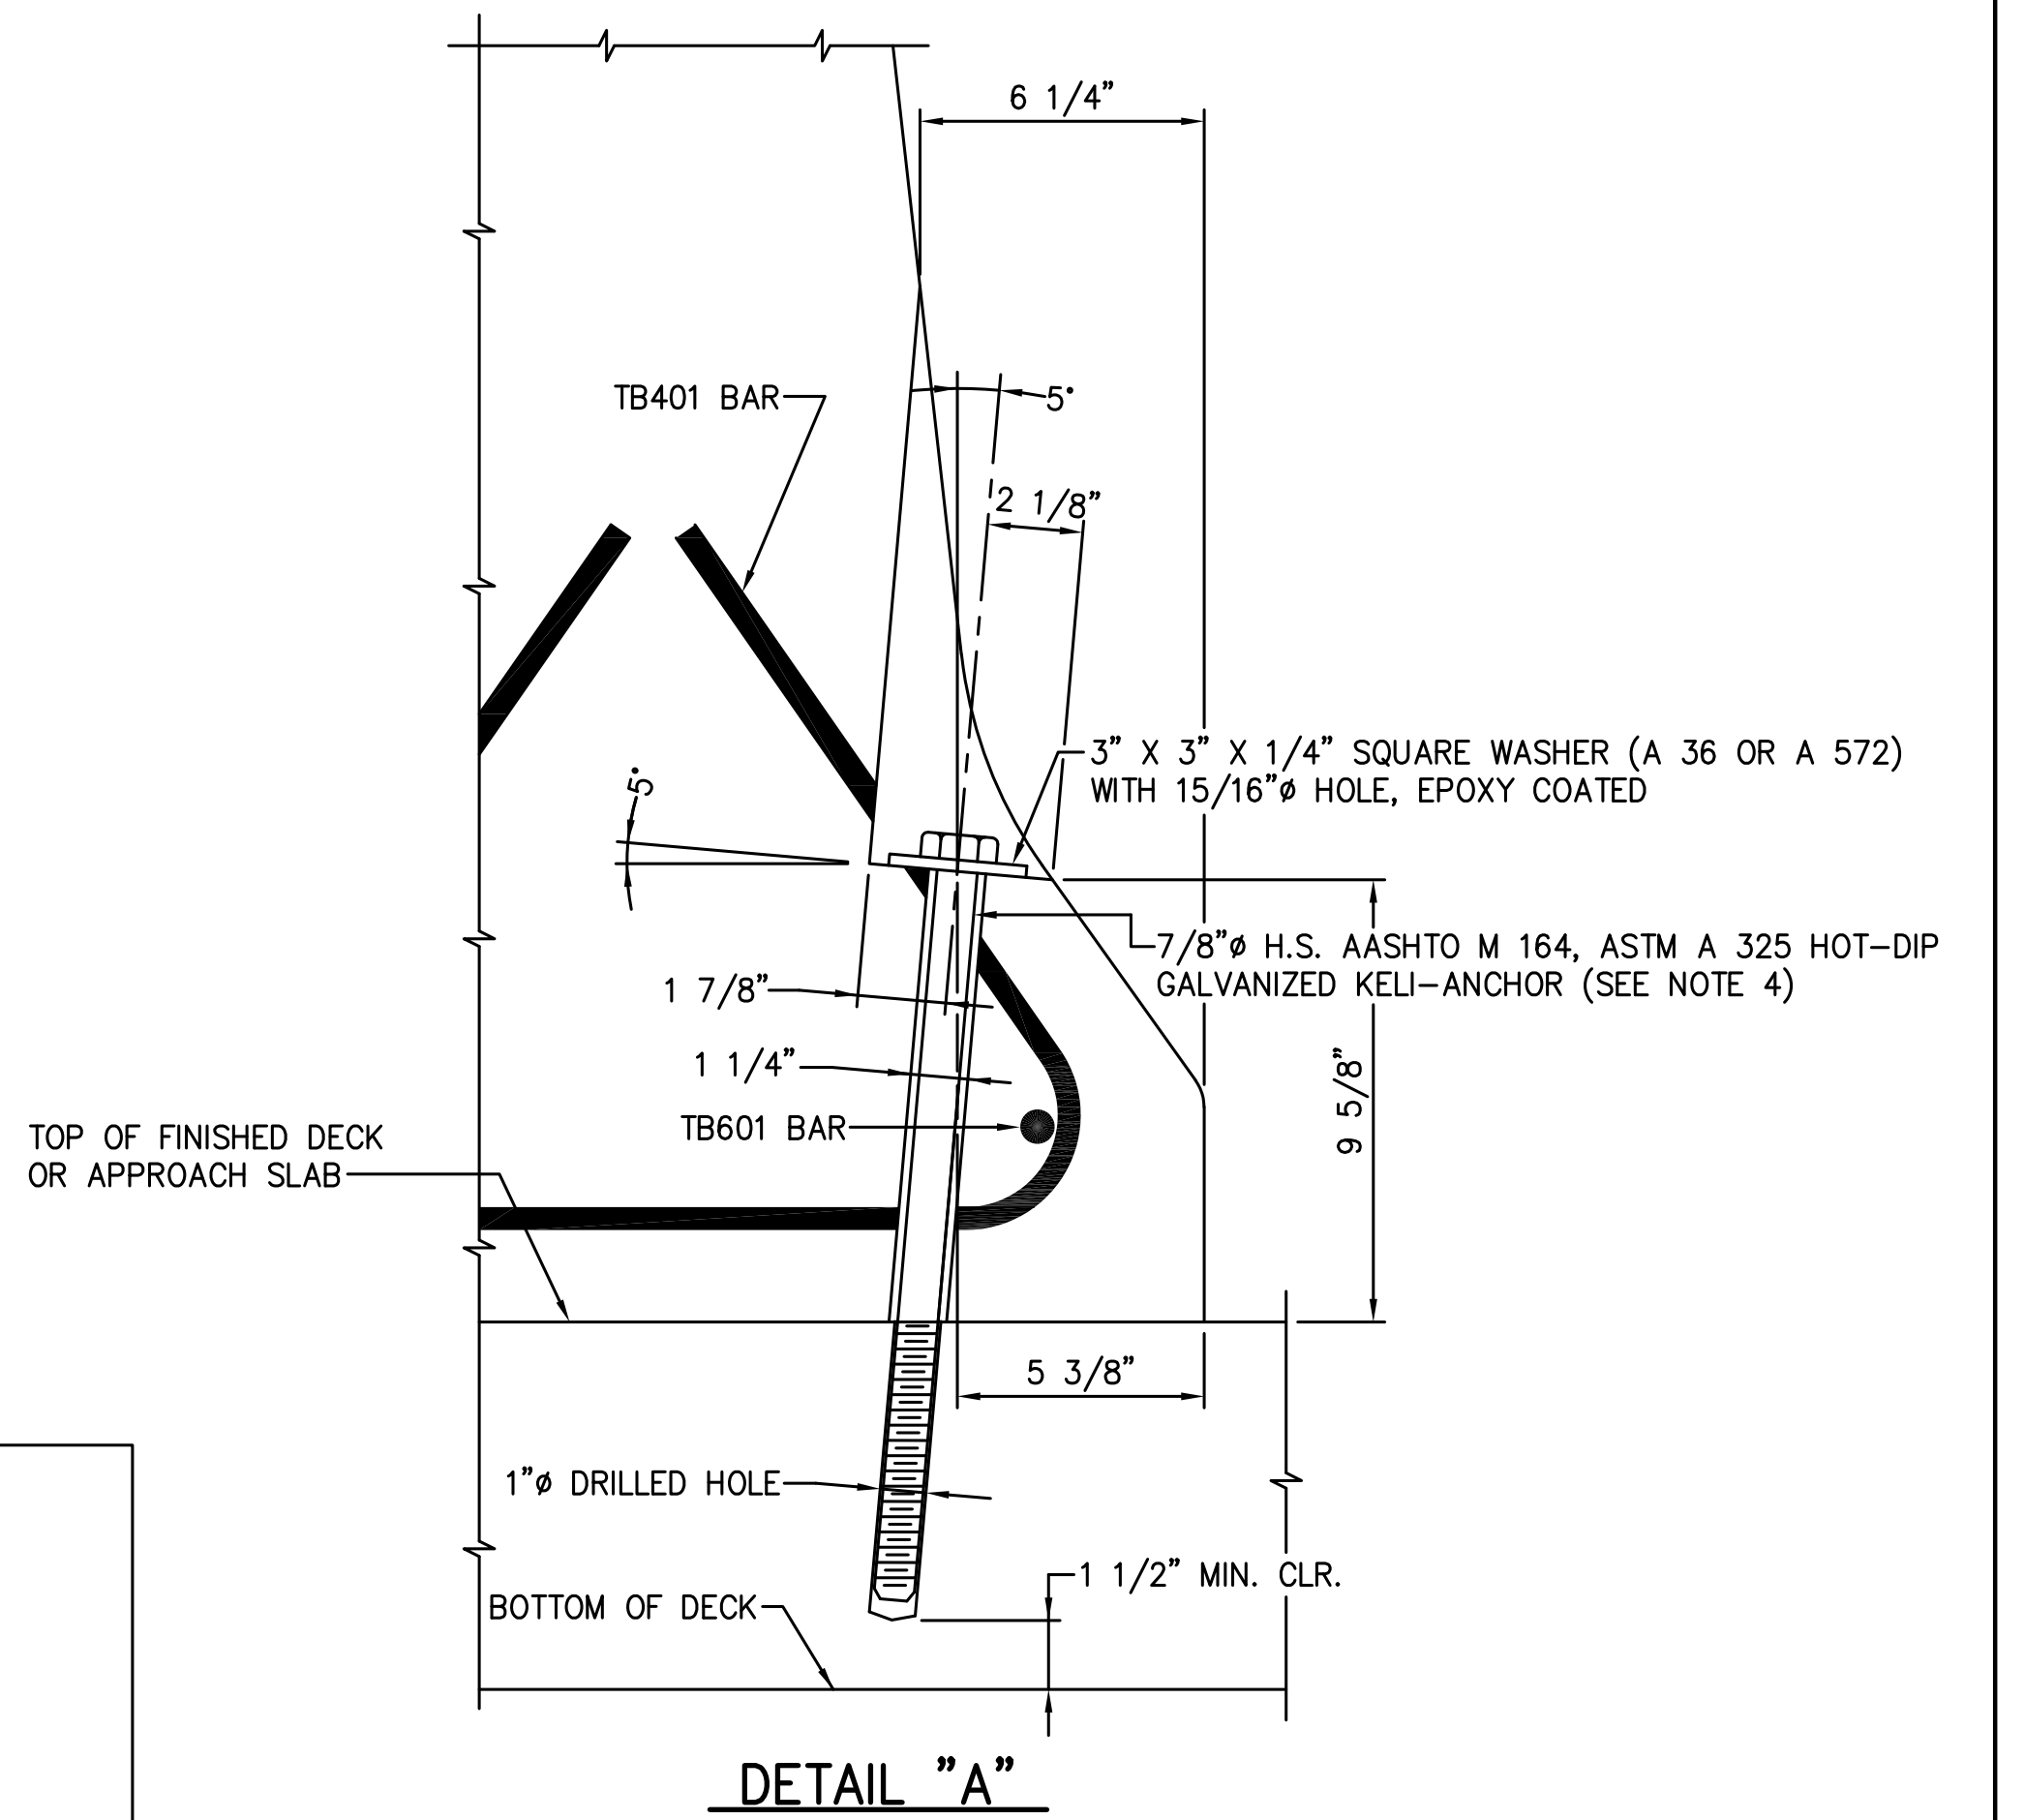 6 1/4”
TB401 BAR
5°
2 1/8”
3” X 3” X 1/4” SQUARE WASHER (A 36 OR A 572)
WITH 15/16”ø HOLE, EPOXY COATED
5°
7/8”ø H.S. AASHTO M 164, ASTM A 325 HOT-DIP
GALVANIZED KELI-ANCHOR (SEE NOTE 4)
1 7/8”
1 1/4”
9 5/8”
TB601 BAR
TOP OF FINISHED DECK
OR APPROACH SLAB
5 3/8”
1”ø DRILLED HOLE
1 1/2” MIN. CLR.
BOTTOM OF DECK
DETAIL ”A”